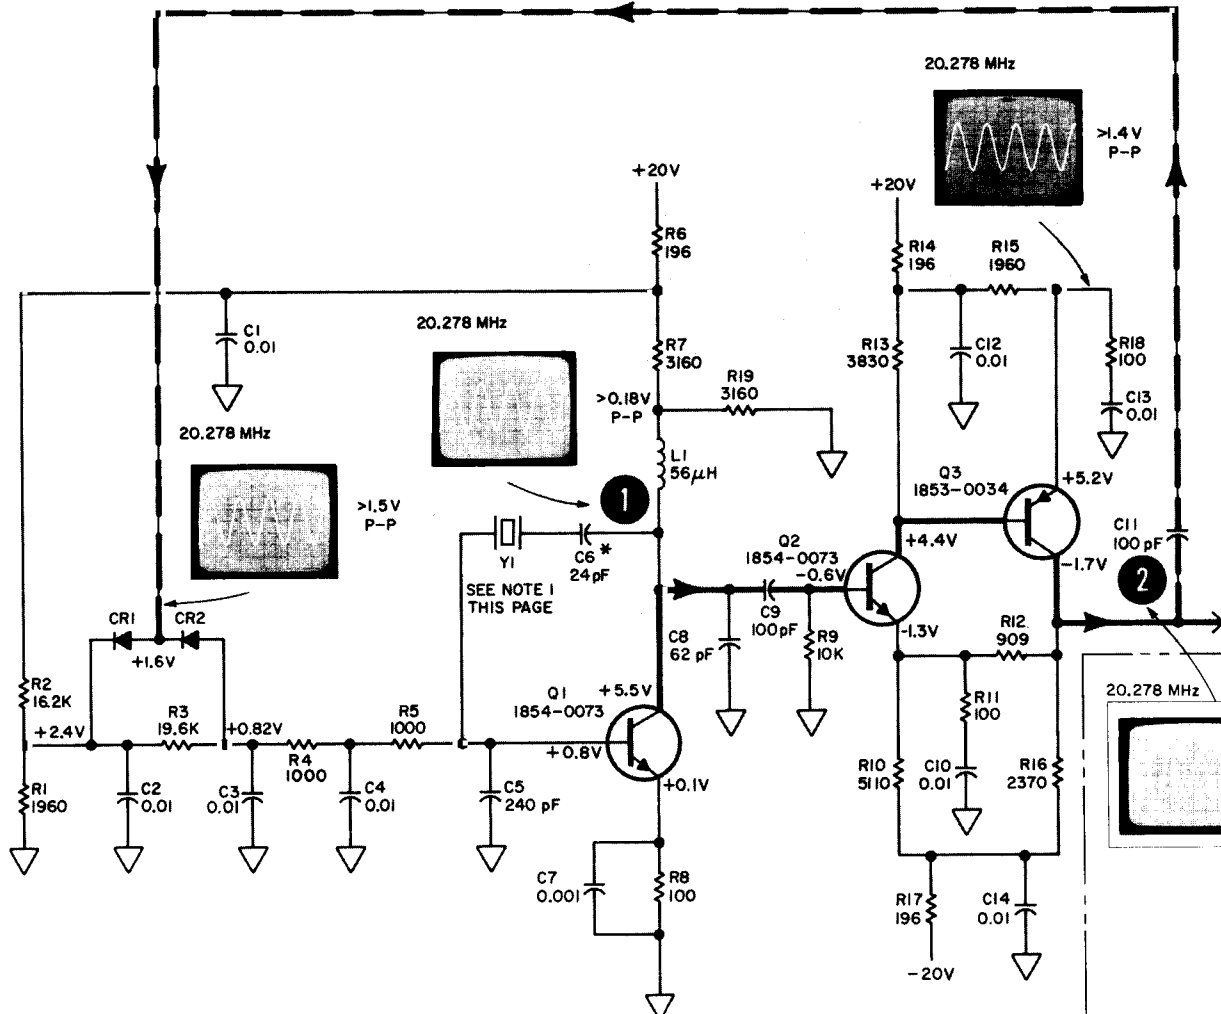 20.278 MHz
>1.4V
P-P
+20V
+20V
R6
196
R14
196
R15
1960
C1
0.01
20.278 MHz
R7
3160
R13
3830
C12
0.01
R18
100
C13
0.01
>0.18V
P-P
R19
3160
20.278 MHz
L1
56μH
>1.5V
P-P
1
Q3
1853-0034
+5.2V
C11
100 pF
Y1
C6 *
24pF
Q2
1854-0073
-0.6V
+4.4V
-1.7V
2
SEE NOTE 1
THIS PAGE
CR1
CR2
+1.6V
C8
62 pF
C9
100pF
R9
10K
-1.3V
R12
909
R2
16.2K
Q1
1854-0073
+5.5V
R11
100
20.278 MHz
+2.4V
R3
19.6K
+0.82V
R4
1000
R5
1000
+0.8V
+0.1V
R10
5110
C10
0.01
R16
2370
R1
1960
C2
0.01
C3
0.01
C4
0.01
C5
240 pF
C7
0.001
R8
100
R17
196
C14
0.01
-20V